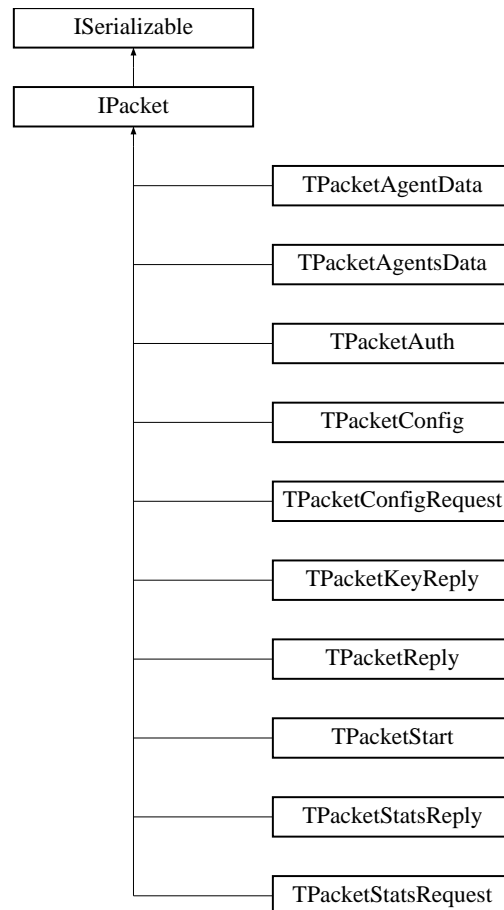 ISerializable
IPacket
TPacketAgentData
TPacketAgentsData
TPacketAuth
TPacketConfig
TPacketConfigRequest
TPacketKeyReply
TPacketReply
TPacketStart
TPacketStatsReply
TPacketStatsRequest